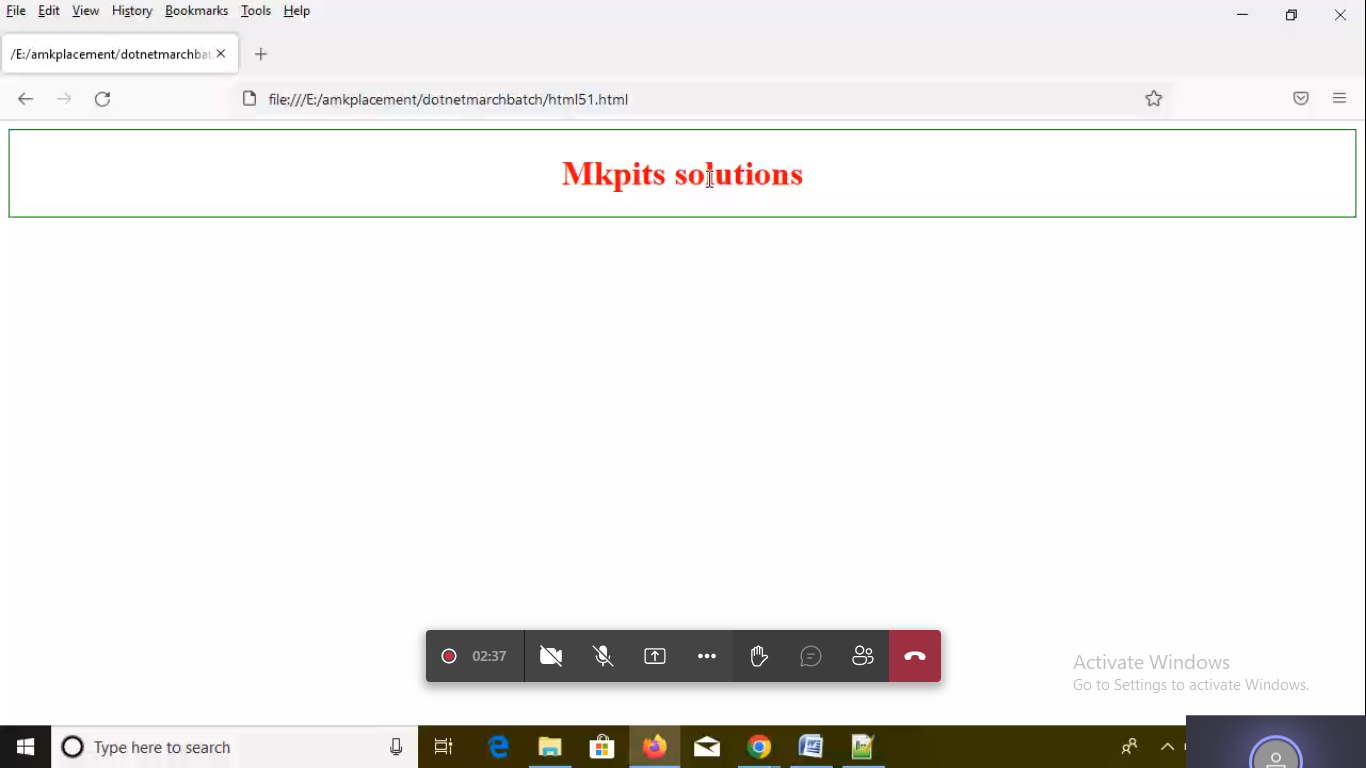 File Edit View History Bookmarks Tools Help
/E:/amkplacement/dotnetmarchbat
file:///E:/amkplacement/dotnetmarchbatch/html51.html
Mkpits solutions
02:37
Activate Windows
Go to Settings to activate Windows.
Type here to search